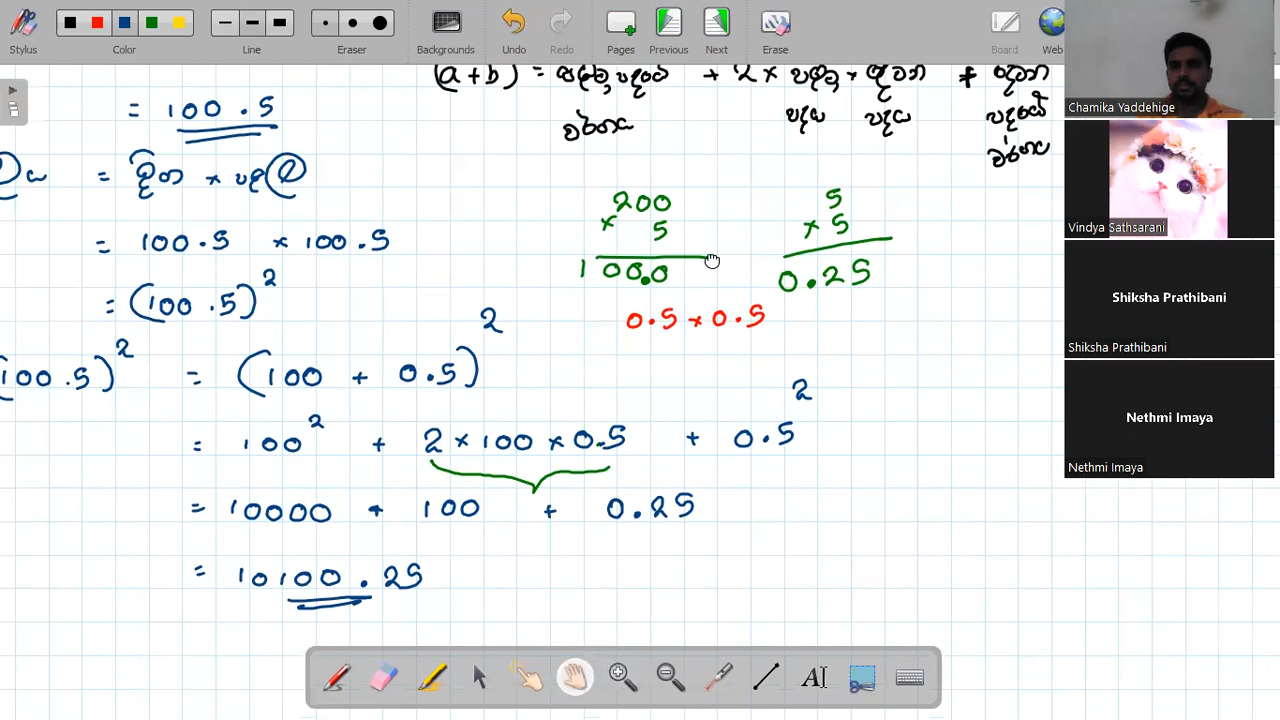 Stylus
Color
Line
Eraser
Backgrounds
Undo
Redo
Pages
Previous
Next
Erase
Board
Web
Chamika Yaddehige
Vindya Sathsarani
Shiksha Prathibani
Shiksha Prathibani
Nethmi Imaya
Nethmi Imaya
(a+b) =
+ 2 ×
+
= 100.5
=
= 100.5 × 100.5
= (100.5)²
100.5)² = (100 + 0.5)²
= 100² + 2 × 100 × 0.5 + 0.5²
= 10000 + 100 + 0.25
= 10100.25
200
× 5
100.0
5
× 5
0.25
0.5 × 0.5